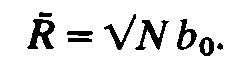 R̄ = √N b₀.